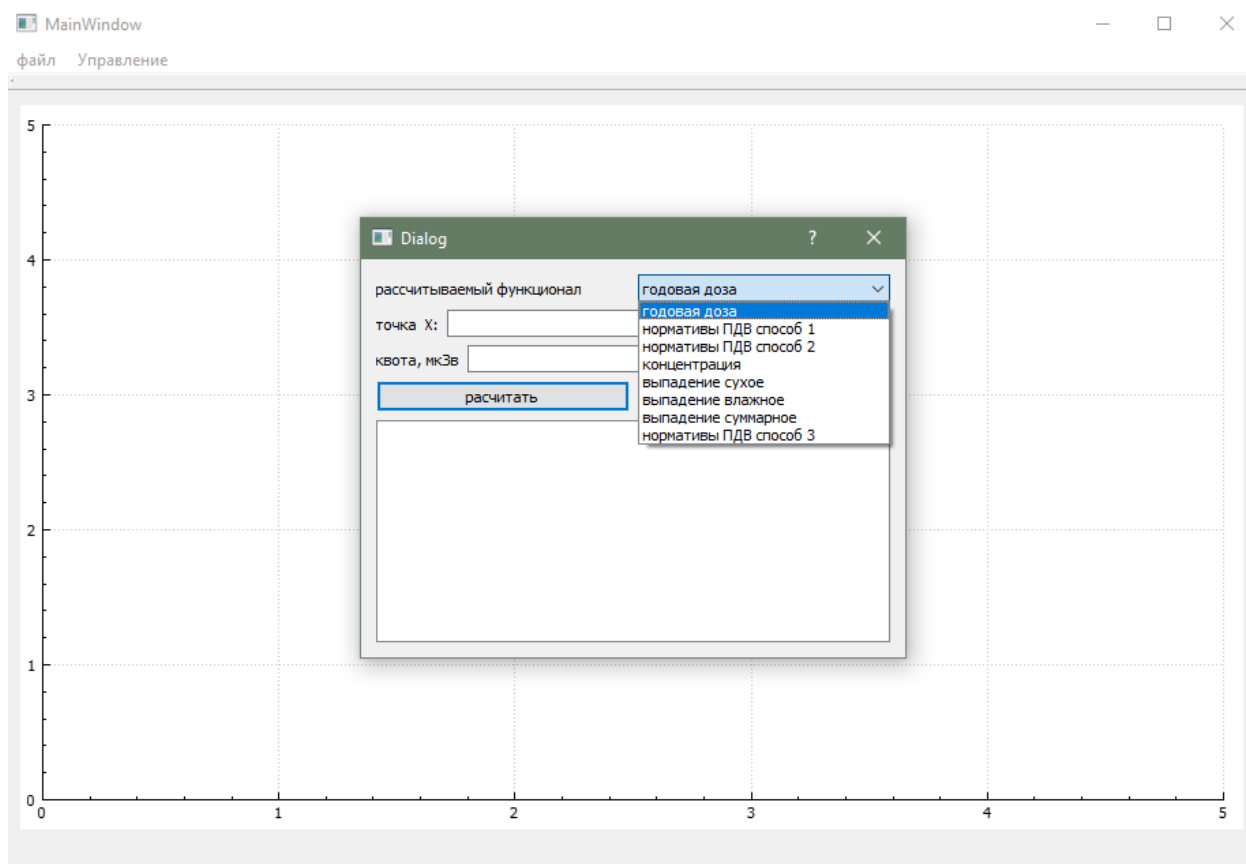 MainWindow
файл Управление
5
4
3
2
1
0
0 1 2 3 4 5
Dialog ?
рассчитываемый функционал годовая доза
точка X:
квота, мкЗв
расчитать
годовая доза
нормативы ПДВ способ 1
нормативы ПДВ способ 2
концентрация
выпадение сухое
выпадение влажное
выпадение суммарное
нормативы ПДВ способ 3